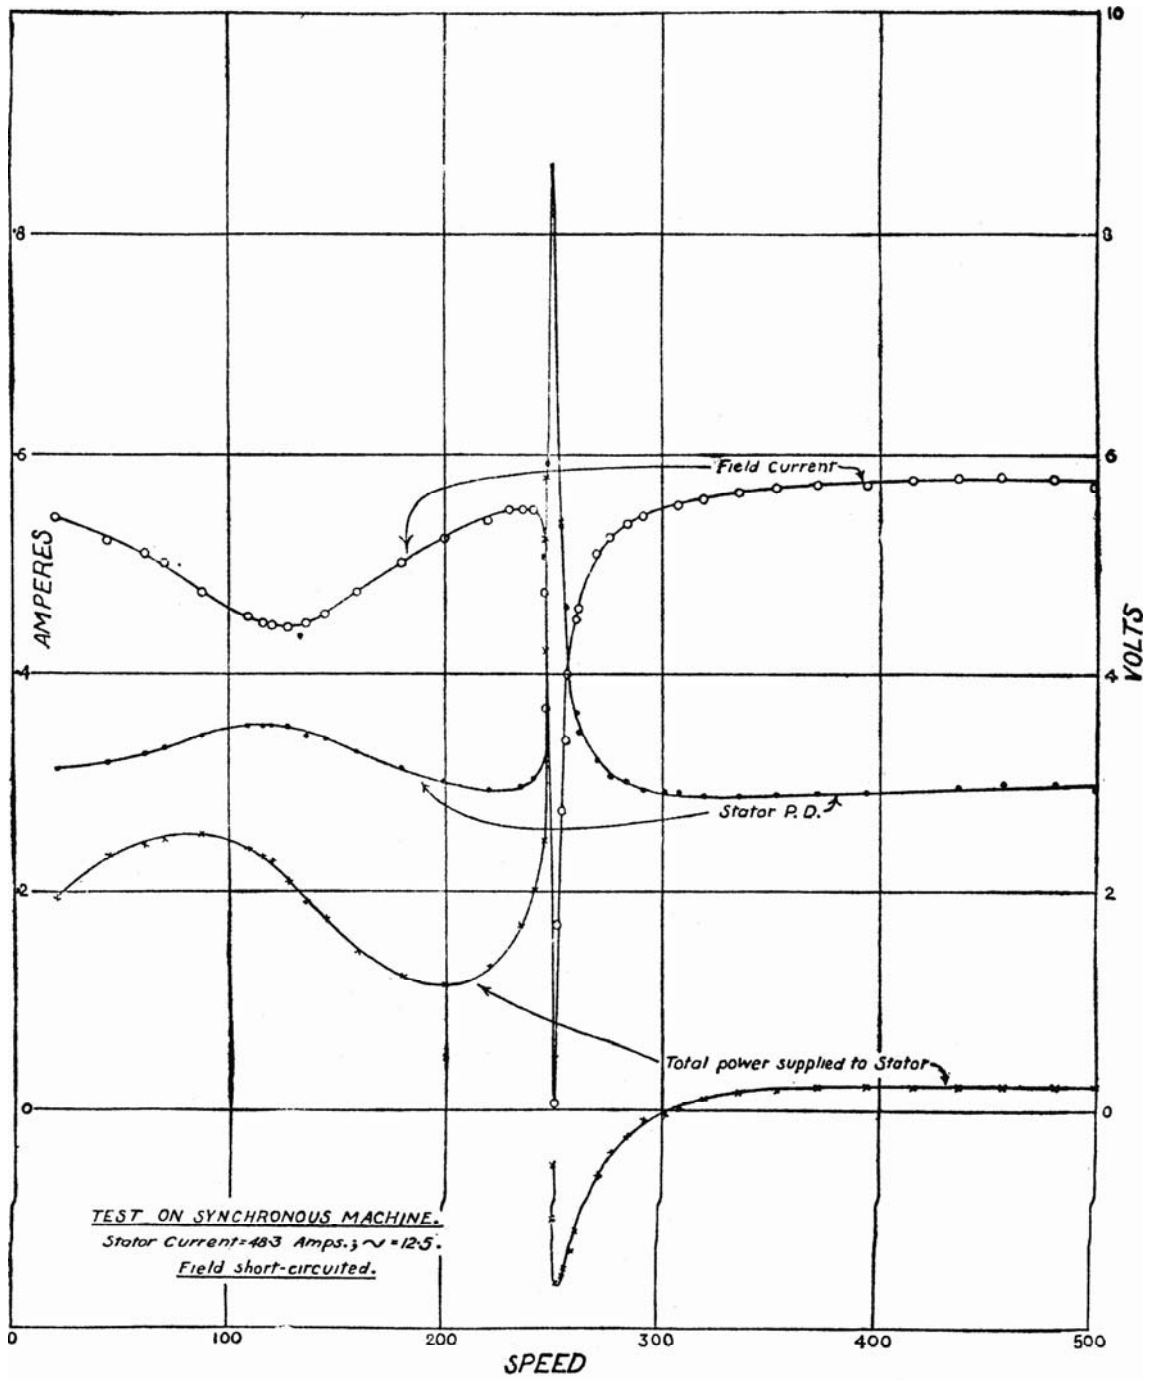 10
·8
8
Field Current
·6
6
AMPERES
VOLTS
·4
4
Stator P.D.
·2
2
Total power supplied to Stator
0
0
TEST ON SYNCHRONOUS MACHINE.
Stator Current=48·3 Amps.; ~ =12·5.
Field short-circuited.
0
100
200
300
400
500
SPEED